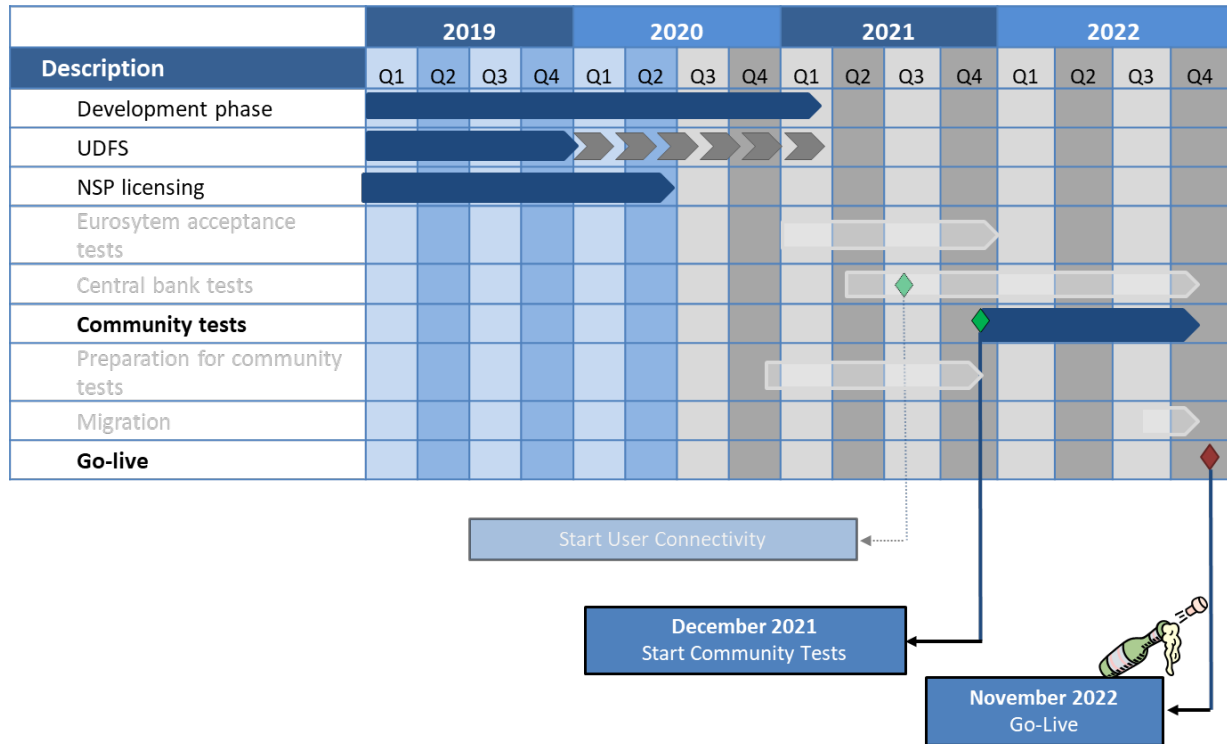 2019 2020 2021 2022
Description Q1 Q2 Q3 Q4 Q1 Q2 Q3 Q4 Q1 Q2 Q3 Q4 Q1 Q2 Q3 Q4
Development phase
UDFS
NSP licensing
Eurosytem acceptance
tests
Central bank tests
Community tests
Preparation for community
tests
Migration
Go-live
Start User Connectivity
December 2021
Start Community Tests
November 2022
Go-Live